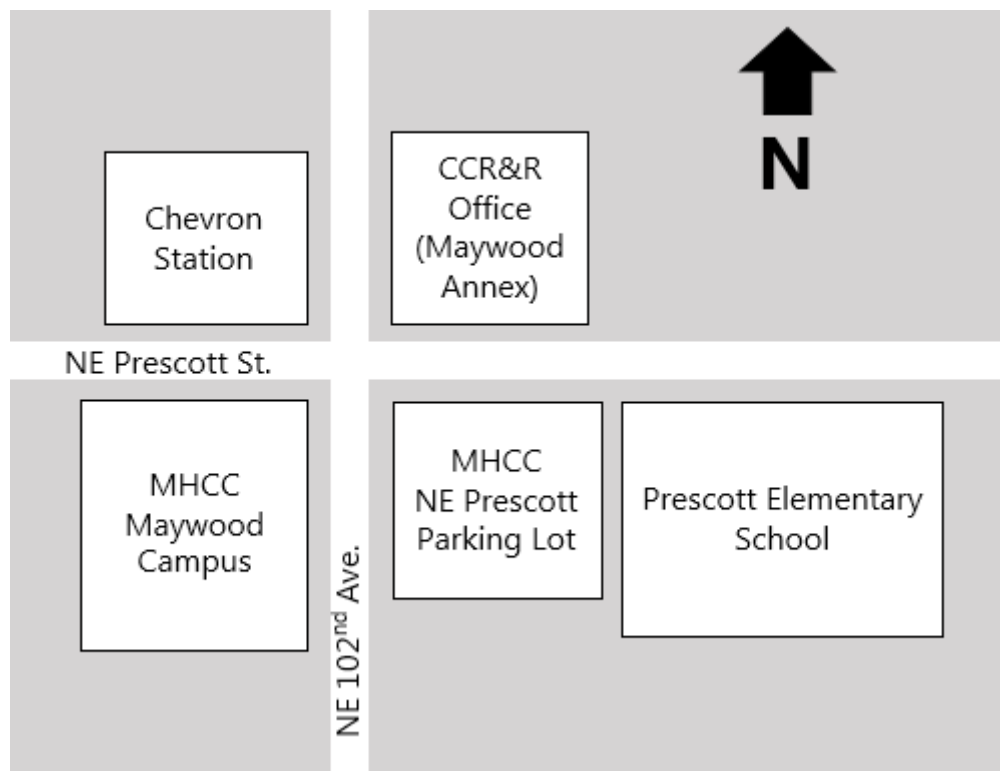 N
Chevron
Station
CCR&R
Office
(Maywood
Annex)
NE Prescott St.
MHCC
Maywood
Campus
MHCC
NE Prescott
Parking Lot
Prescott Elementary
School
NE 102nd Ave.